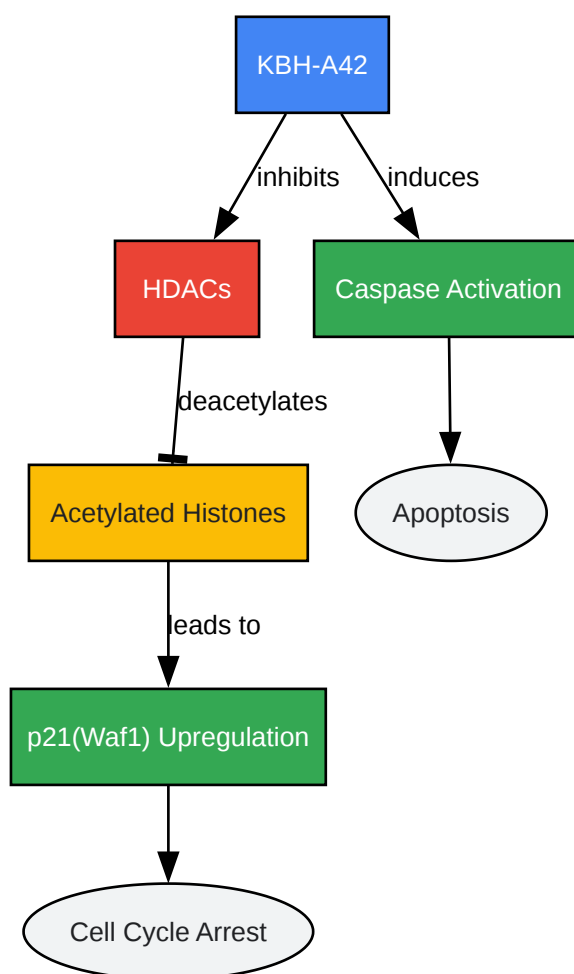 KBH-A42
inhibits
induces
HDACs
Caspase Activation
deacetylates
Acetylated Histones
Apoptosis
leads to
p21(Waf1) Upregulation
Cell Cycle Arrest